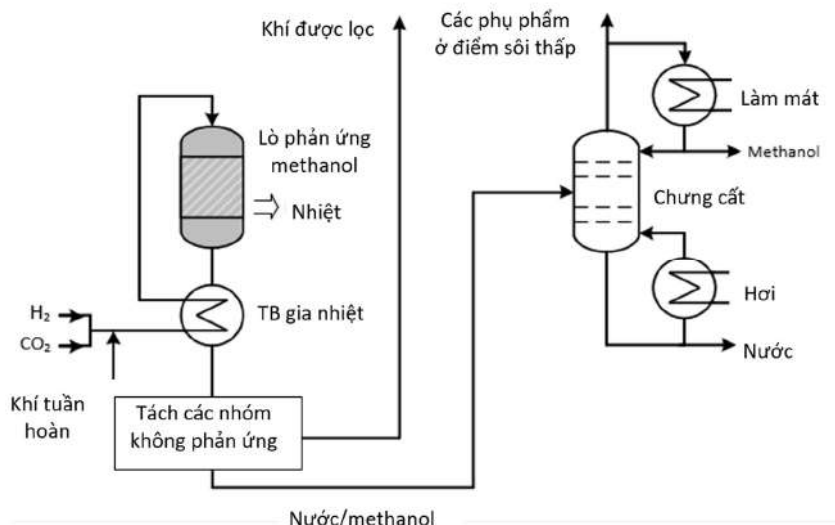 Khí được lọc
Các phụ phẩm
ở điểm sôi thấp
Làm mát
Methanol
Lò phản ứng
methanol
Nhiệt
Chưng cất
H₂
CO₂
TB gia nhiệt
Hơi
Nước
Khí tuần
hoàn
Tách các nhóm
không phản ứng
Nước/methanol